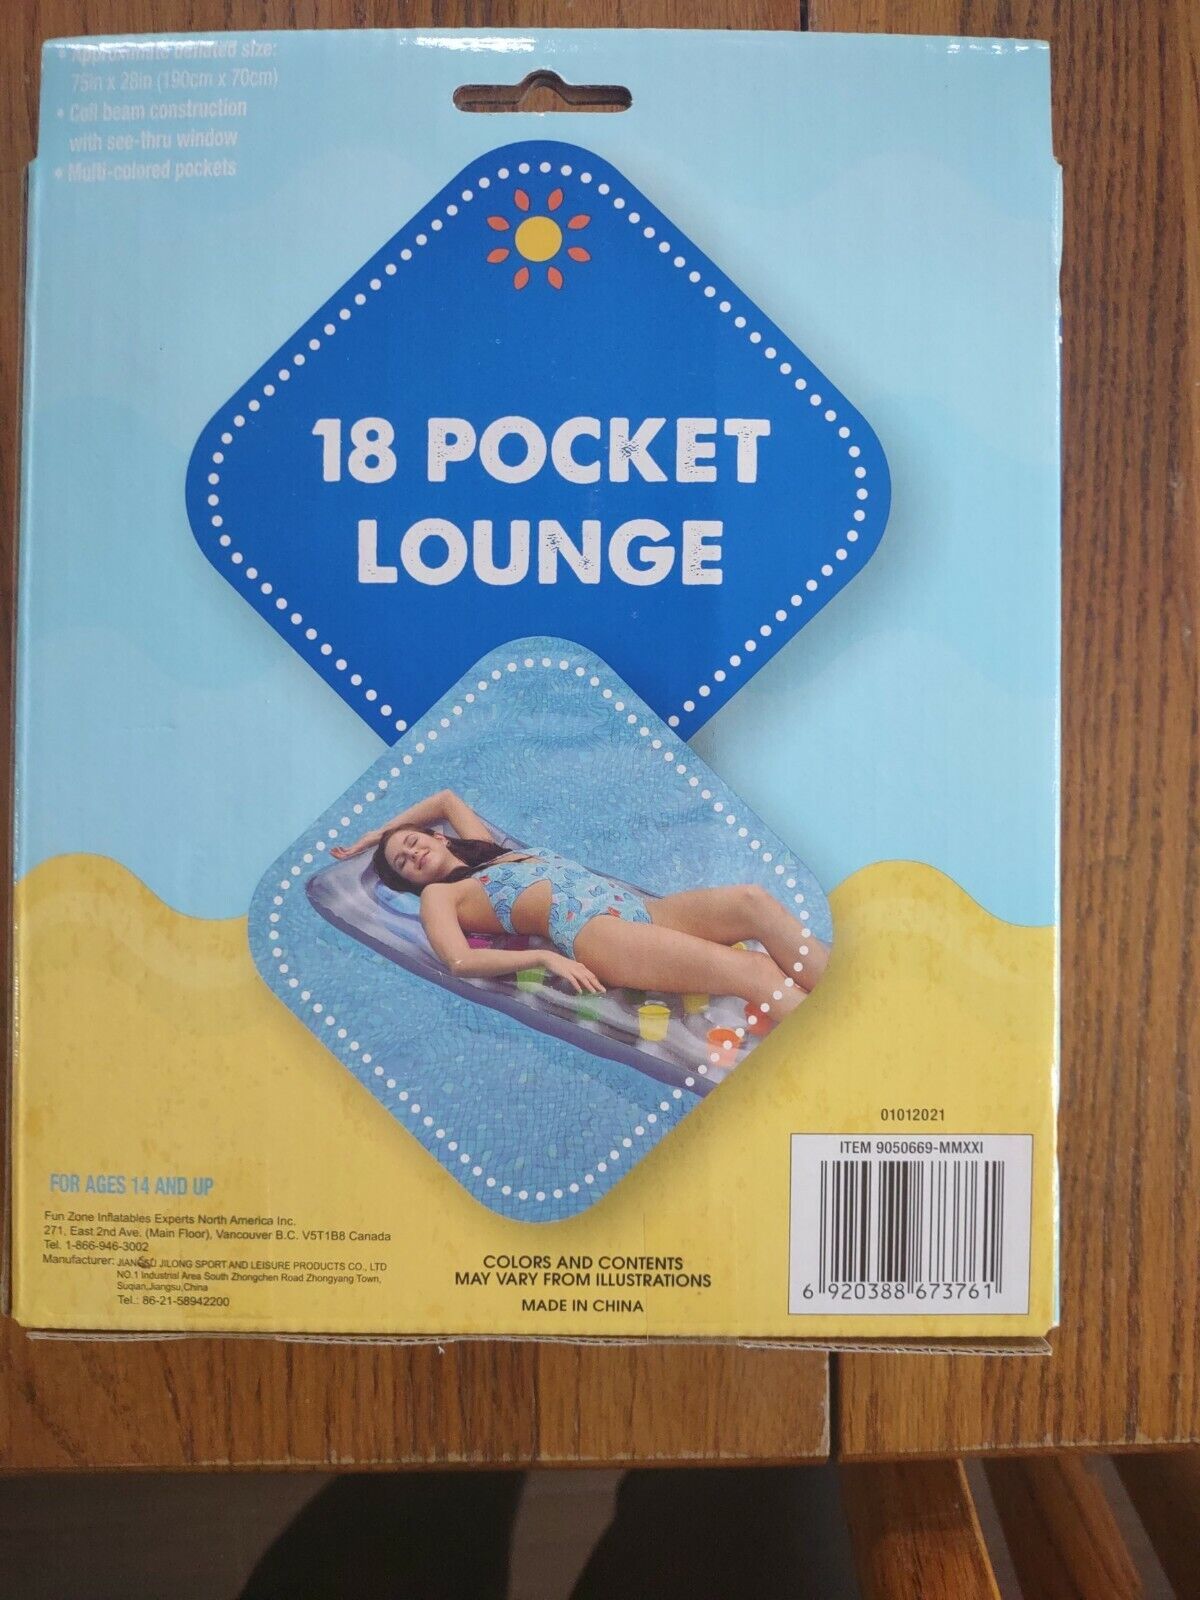 • Approximate deflated size:
75in x 28in (190cm x 70cm)
• Coil beam construction
with see-thru window
• Multi-colored pockets
18 POCKET
LOUNGE
01012021
ITEM 9050669-MMXXI
6 920388 673761
FOR AGES 14 AND UP
Fun Zone Inflatables Experts North America Inc.
271, East 2nd Ave. (Main Floor), Vancouver B.C. V5T1B8 Canada
Tel. 1-866-946-3002
Manufacturer: JIANGSU JILONG SPORT AND LEISURE PRODUCTS CO., LTD
NO.1 Industrial Area South Zhongchen Road Zhongyang Town,
Suqian,Jiangsu,China
Tel.: 86-21-58942200
COLORS AND CONTENTS
MAY VARY FROM ILLUSTRATIONS
MADE IN CHINA